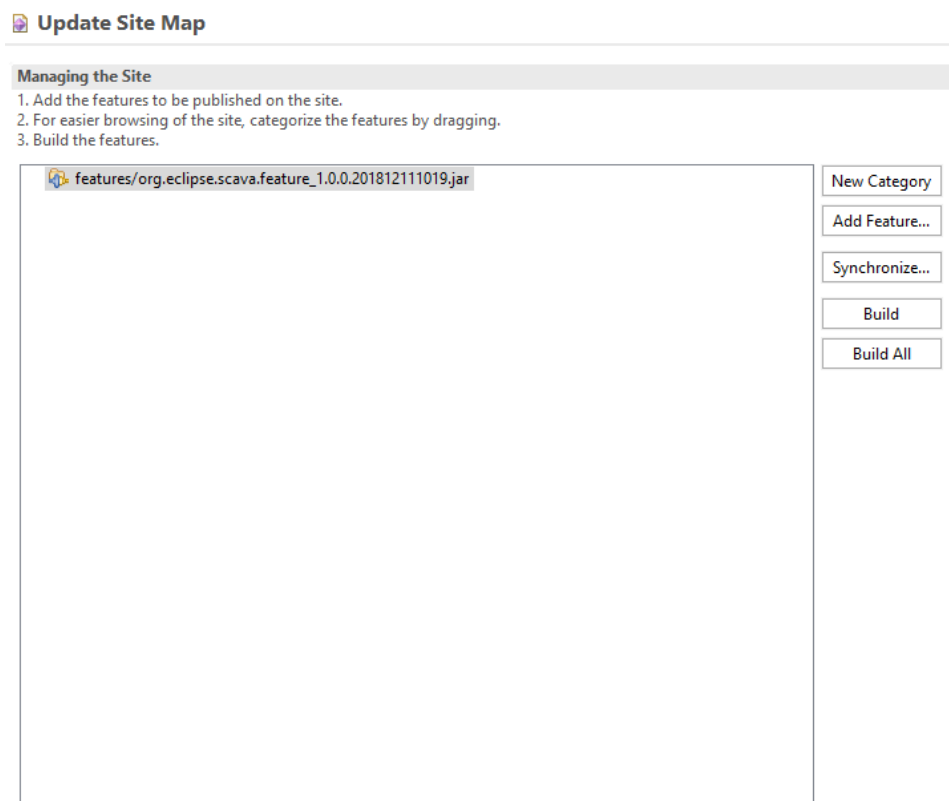 Update Site Map
Managing the Site
1. Add the features to be published on the site.
2. For easier browsing of the site, categorize the features by dragging.
3. Build the features.
features/org.eclipse.scava.feature_1.0.0.201812111019.jar
New Category
Add Feature...
Synchronize...
Build
Build All